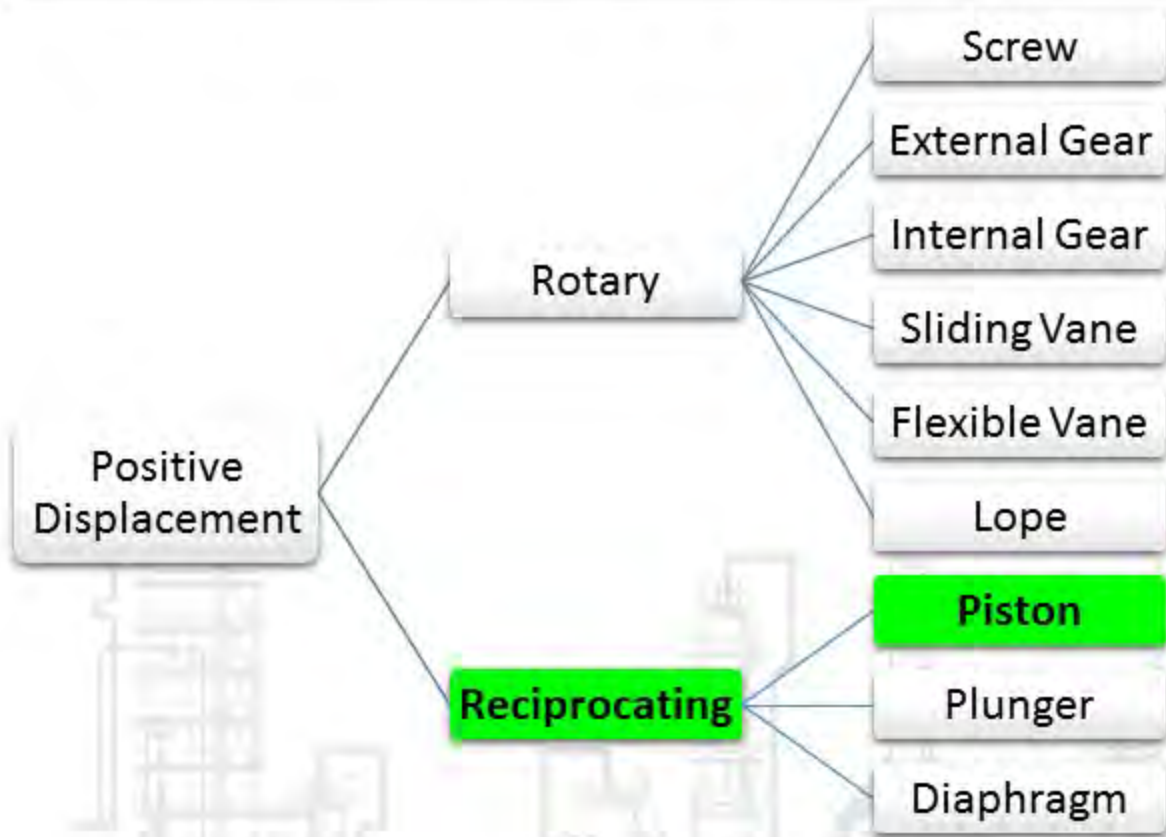 Positive
Displacement
Rotary
Screw
External Gear
Internal Gear
Sliding Vane
Flexible Vane
Lope
Reciprocating
Piston
Plunger
Diaphragm